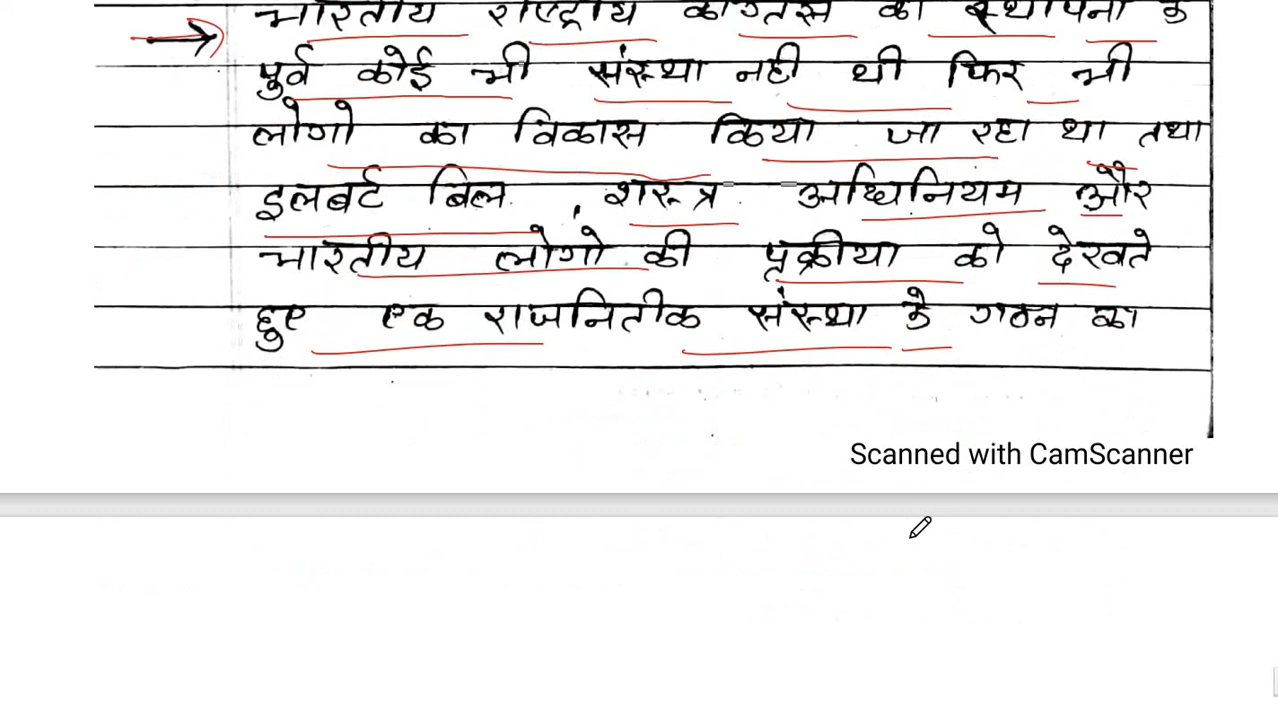 भारतीय राष्ट्रीय कांग्रेस की स्थापना के
पुर्व कोई भी संस्था नही थी फिर भी
लोगो का विकास किया जा रहा था तथा
इलबर्ट बिल, शस्त्र अधिनियम और
भारतीय लोगो की प्रक्रीया को देखते
हुए एक राजनितीक संस्था के गठन का
Scanned with CamScanner